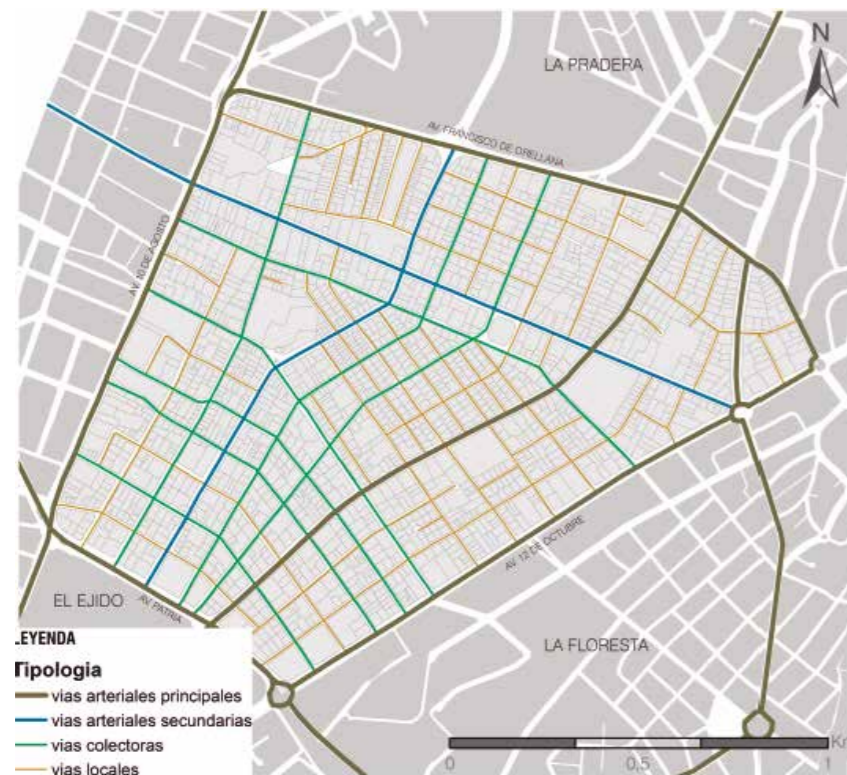 N
LA PRADERA
AV. FRANCISCO DE ORELLANA
AV. 10 DE AGOSTO
AV. 12 DE OCTUBRE
EL EJIDO
AV. PATRIA
LA FLORESTA
LEYENDA
Tipologia
vias arteriales principales
vias arteriales secundarias
vias colectoras
vias locales
Km
0 0,5 1